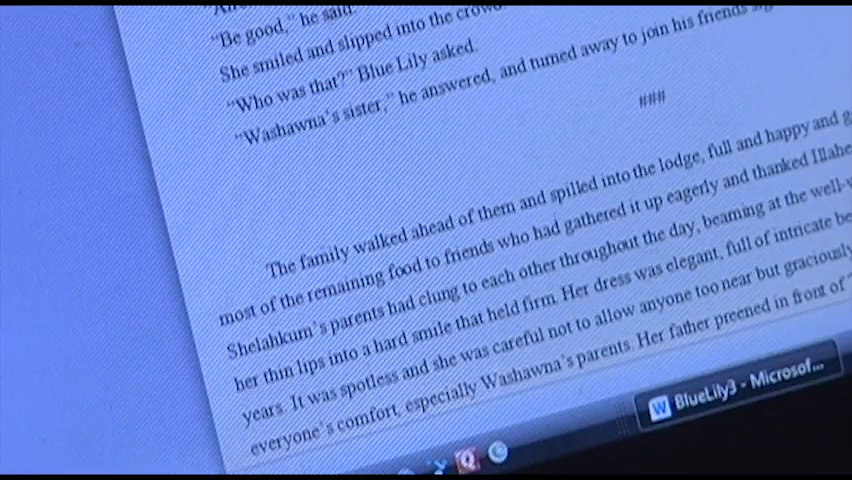 "Be good," he said.
She smiled and slipped into the crowd
"Who was that?" Blue Lily asked.
"Washawna's sister," he answered, and turned away to join his friends
###
The family walked ahead of them and spilled into the lodge, full and happy and
most of the remaining food to friends who had gathered it up eagerly and thanked Illahe
Shelahkum's parents had clung to each other throughout the day, beaming at the well-
her thin lips into a hard smile that held firm. Her dress was elegant, full of intricate be
years. It was spotless and she was careful not to allow anyone too near but graciously
everyone's comfort, especially Washawna's parents. Her father preened in front of
W BlueLily3 - Microsof...